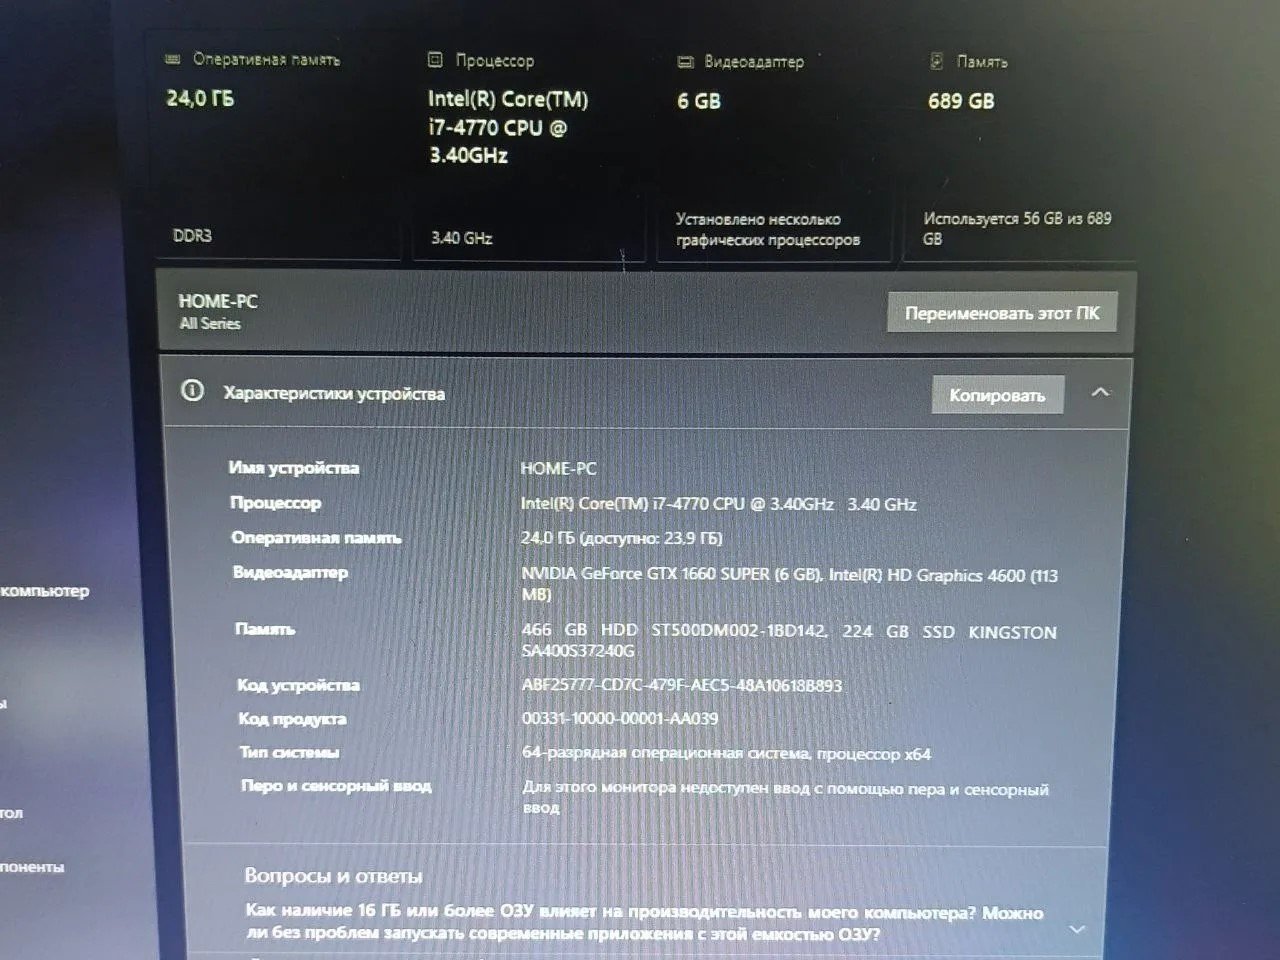 Оперативная память
24,0 ГБ
DDR3
Процессор
Intel(R) Core(TM)
i7-4770 CPU @
3.40GHz
3.40 GHz
Видеоадаптер
6 GB
Установлено несколько
графических процессоров
Память
689 GB
Используется 56 GB из 689
GB
HOME-PC
All Series
Переименовать этот ПК
Характеристики устройства
Копировать
Имя устройства HOME-PC
Процессор Intel(R) Core(TM) i7-4770 CPU @ 3.40GHz 3.40 GHz
Оперативная память 24,0 ГБ (доступно: 23,9 ГБ)
Видеоадаптер NVIDIA GeForce GTX 1660 SUPER (6 GB), Intel(R) HD Graphics 4600 (113
MB)
Память 466 GB HDD ST500DM002-1BD142, 224 GB SSD KINGSTON
SA400S37240G
Код устройства ABF25777-CD7C-479F-AEC5-48A10618B893
Код продукта 00331-10000-00001-AA039
Тип системы 64-разрядная операционная система, процессор x64
Перо и сенсорный ввод Для этого монитора недоступен ввод с помощью пера и сенсорный
ввод
Вопросы и ответы
Как наличие 16 ГБ или более ОЗУ влияет на производительность моего компьютера? Можно
ли без проблем запускать современные приложения с этой емкостью ОЗУ?
компьютер
ы
тол
поненты